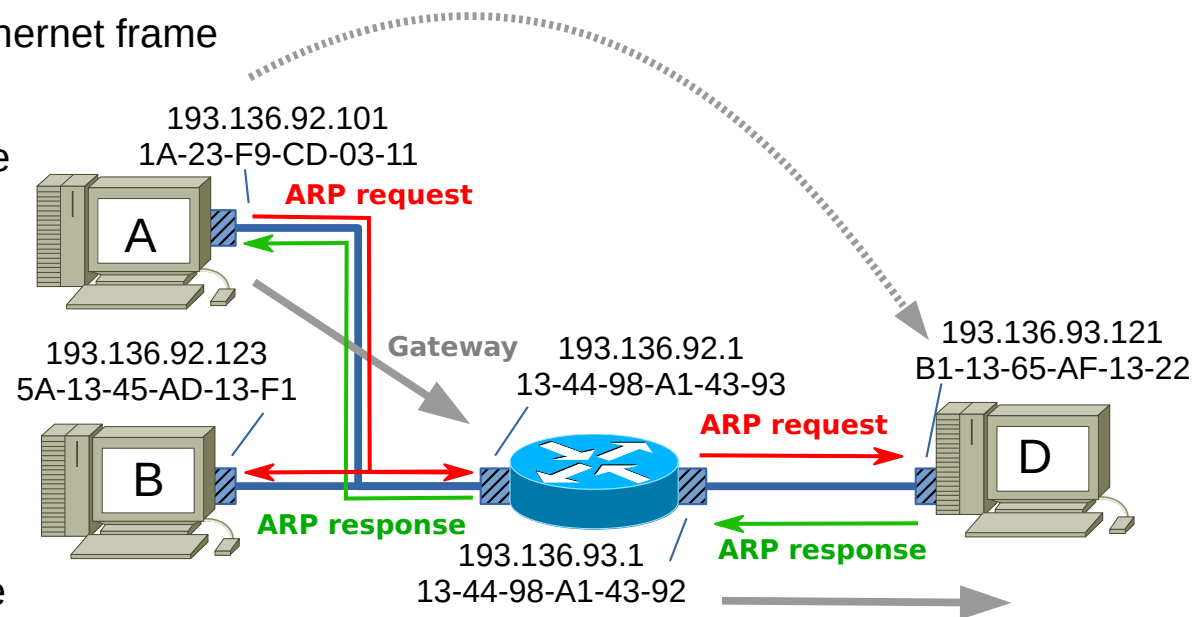 hernet frame
193.136.92.101
e
1A-23-F9-CD-03-11
ARP request
A
193.136.93.121
B1-13-65-AF-13-22
Gateway
193.136.92.123
5A-13-45-AD-13-F1
193.136.92.1
13-44-98-A1-43-93
ARP request
B
D
ARP response
ARP response
193.136.93.1
13-44-98-A1-43-92
e